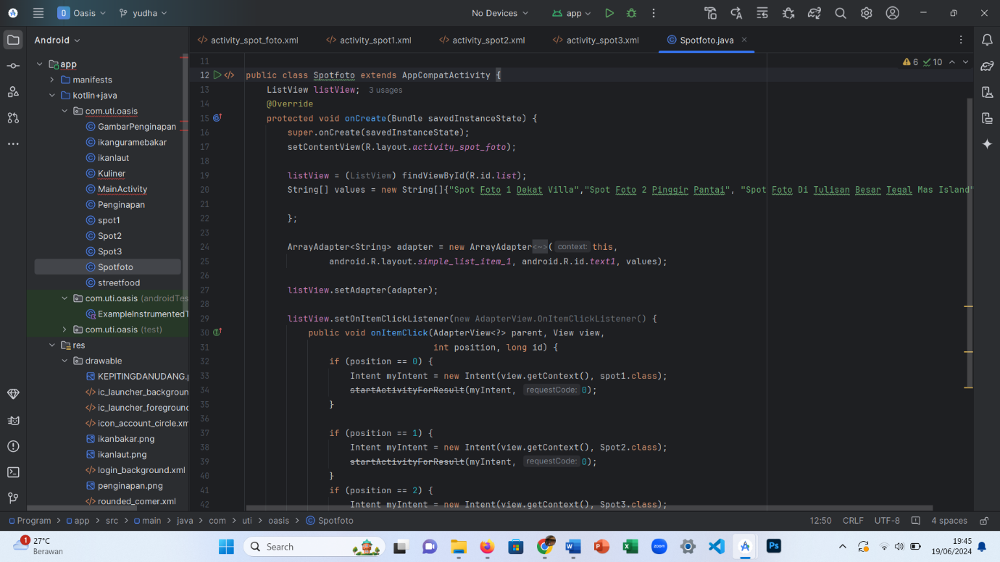 Oasis
yudha
No Devices
app
Android
activity_spot_foto.xml
activity_spot1.xml
activity_spot2.xml
activity_spot3.xml
Spotfoto.java
6
10
app
manifests
kotlin+java
com.uti.oasis
GambarPenginapan
ikanguramebakar
ikanlaut
Kuliner
MainActivity
Penginapan
spot1
Spot2
Spot3
Spotfoto
streetfood
com.uti.oasis (androidTes
ExampleInstrumentedT
com.uti.oasis (test)
res
drawable
KEPITINGDANUDANG.p
ic_launcher_backgroun
ic_launcher_foreground
icon_account_circle.xm
ikanbakar.png
ikanlaut.png
login_background.xml
penginapan.png
rounded_corner.xml
11
12 public class Spotfoto extends AppCompatActivity {
13 ListView listView; 3 usages
14 @Override
15 protected void onCreate(Bundle savedInstanceState) {
16 super.onCreate(savedInstanceState);
17 setContentView(R.layout.activity_spot_foto);
18
19 listView = (ListView) findViewById(R.id.list);
20 String[] values = new String[]{"Spot Foto 1 Dekat Villa","Spot Foto 2 Pinggir Pantai", "Spot Foto Di Tulisan Besar Tegal Mas Island"
21
22 };
23
24 ArrayAdapter<String> adapter = new ArrayAdapter<~>( context: this,
25 android.R.layout.simple_list_item_1, android.R.id.text1, values);
26
27 listView.setAdapter(adapter);
28
29 listView.setOnItemClickListener(new AdapterView.OnItemClickListener() {
30 public void onItemClick(AdapterView<?> parent, View view,
31 int position, long id) {
32 if (position == 0) {
33 Intent myIntent = new Intent(view.getContext(), spot1.class);
34 startActivityForResult(myIntent, requestCode: 0);
35 }
36
37 if (position == 1) {
38 Intent myIntent = new Intent(view.getContext(), Spot2.class);
39 startActivityForResult(myIntent, requestCode: 0);
40 }
41 if (position == 2) {
42 Intent myIntent = new Intent(view.getContext(), Spot3.class);
Program > app > src > main > java > com > uti > oasis > Spotfoto
12:50 CRLF UTF-8 4 spaces
1
27°C
Berawan
Search
zoom
19:45
19/06/2024